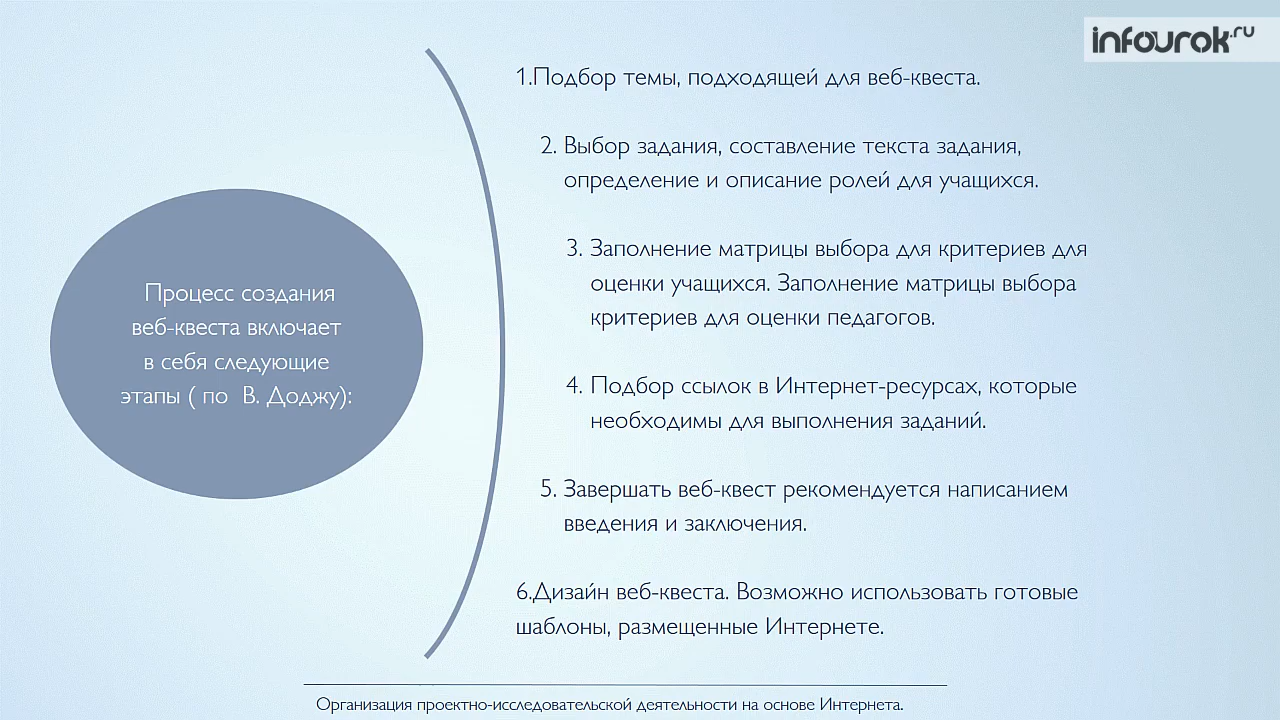 infourok.ru
1.Подбор темы, подходящей для веб-квеста.
2. Выбор задания, составление текста задания,
определение и описание ролей для учащихся.
3. Заполнение матрицы выбора для критериев для
оценки учащихся. Заполнение матрицы выбора
критериев для оценки педагогов.
4. Подбор ссылок в Интернет-ресурсах, которые
необходимы для выполнения заданий.
5. Завершать веб-квест рекомендуется написанием
введения и заключения.
6.Дизайн веб-квеста. Возможно использовать готовые
шаблоны, размещенные Интернете.
Процесс создания
веб-квеста включает
в себя следующие
этапы ( по В. Доджу):
Организация проектно-исследовательской деятельности на основе Интернета.